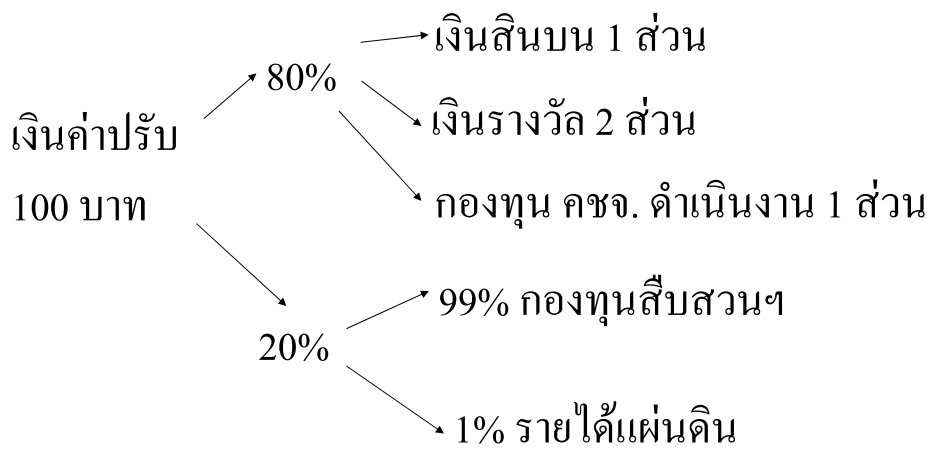 เงินค่าปรับ
100 บาท
80%
เงินสินบน 1 ส่วน
เงินรางวัล 2 ส่วน
กองทุน คชจ. ดำเนินงาน 1 ส่วน
20%
99% กองทุนสืบสวนฯ
1% รายได้แผ่นดิน